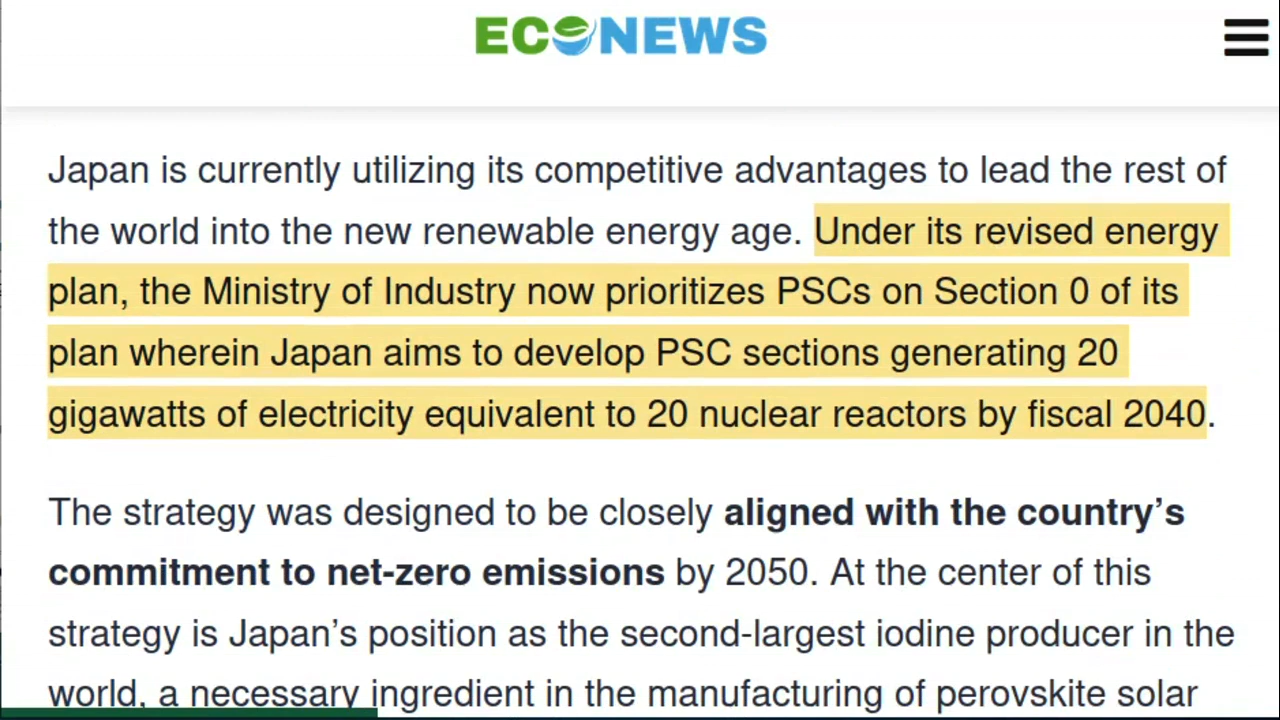 ECONEWS
Japan is currently utilizing its competitive advantages to lead the rest of
the world into the new renewable energy age. Under its revised energy
plan, the Ministry of Industry now prioritizes PSCs on Section 0 of its
plan wherein Japan aims to develop PSC sections generating 20
gigawatts of electricity equivalent to 20 nuclear reactors by fiscal 2040.
The strategy was designed to be closely aligned with the country’s
commitment to net-zero emissions by 2050. At the center of this
strategy is Japan’s position as the second-largest iodine producer in the
world, a necessary ingredient in the manufacturing of perovskite solar